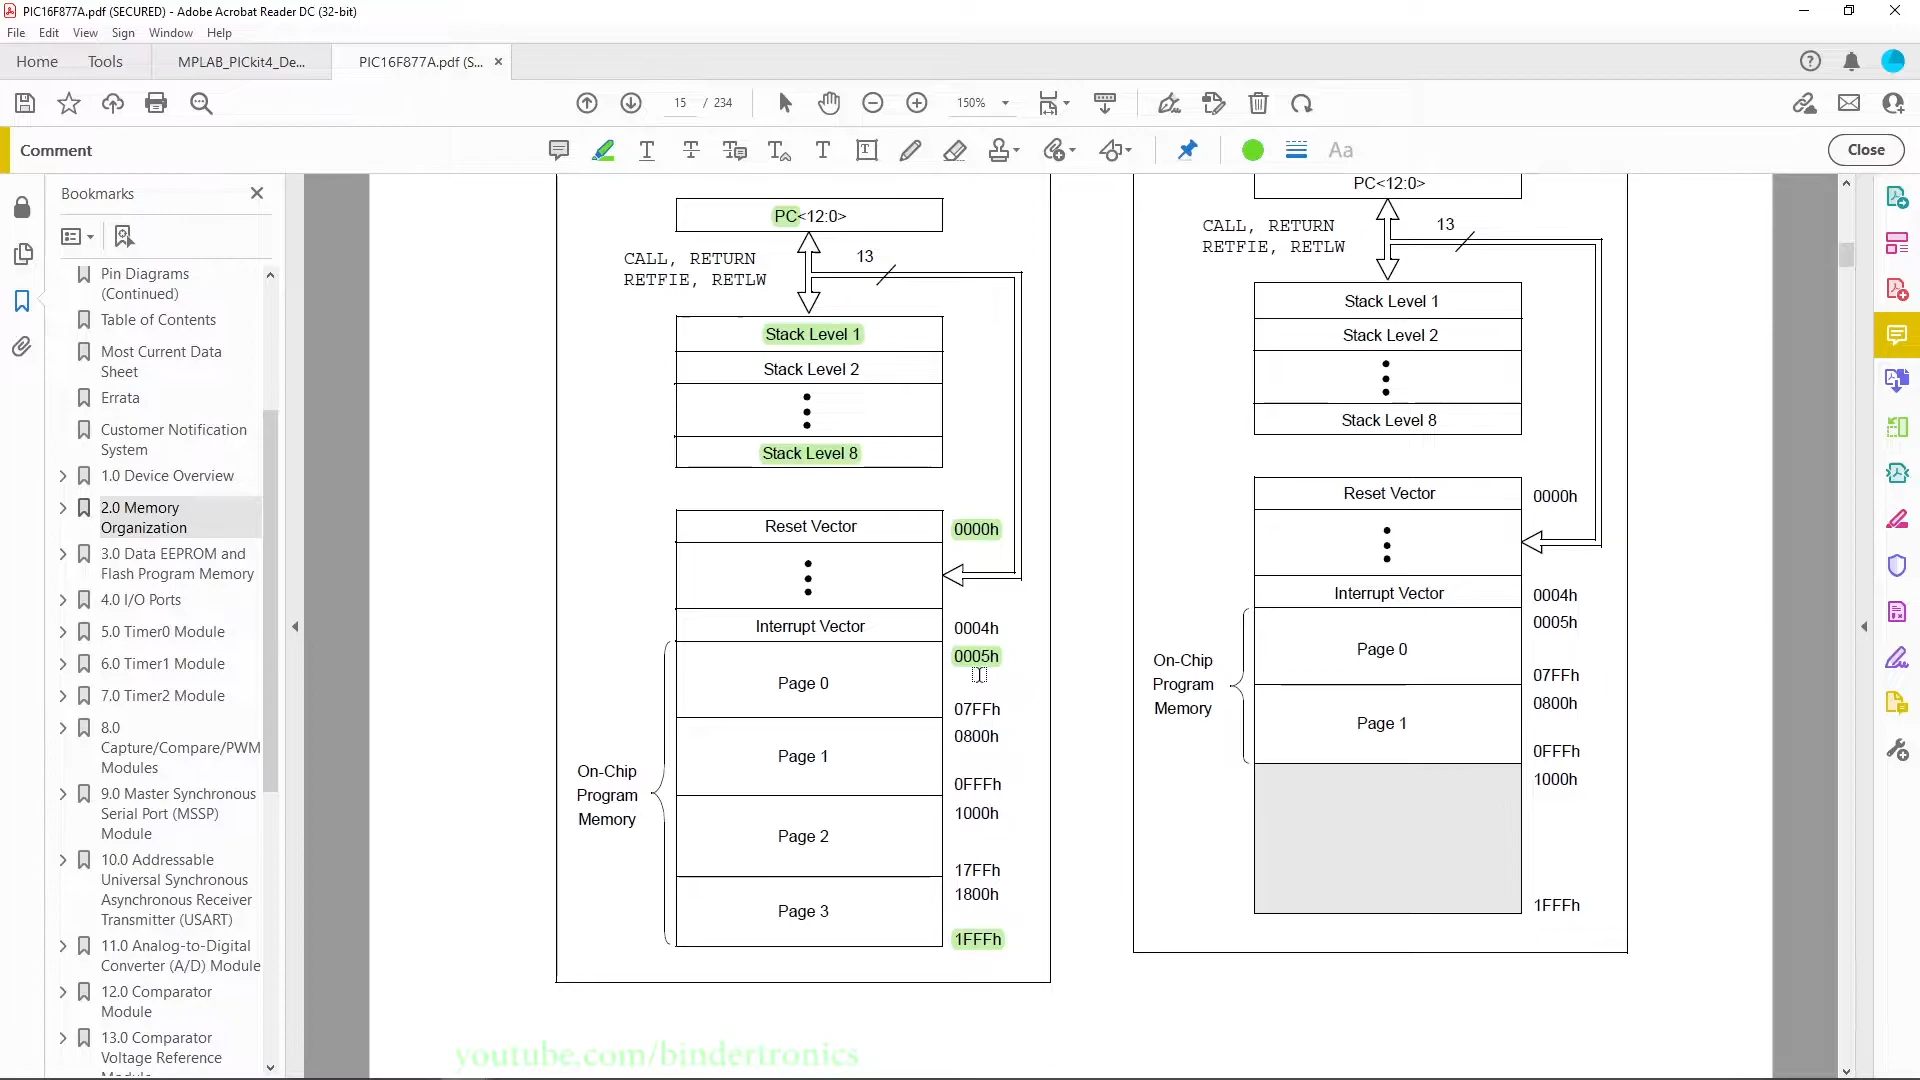 PIC16F877A.pdf (SECURED) - Adobe Acrobat Reader DC (32-bit)
File Edit View Sign Window Help
Home Tools MPLAB_PICkit4_De... PIC16F877A.pdf (S...
15 / 234 150%
Comment Aa Close
Bookmarks
Pin Diagrams
(Continued)
Table of Contents
Most Current Data
Sheet
Errata
Customer Notification
System
1.0 Device Overview
2.0 Memory
Organization
3.0 Data EEPROM and
Flash Program Memory
4.0 I/O Ports
5.0 Timer0 Module
6.0 Timer1 Module
7.0 Timer2 Module
8.0
Capture/Compare/PWM
Modules
9.0 Master Synchronous
Serial Port (MSSP)
Module
10.0 Addressable
Universal Synchronous
Asynchronous Receiver
Transmitter (USART)
11.0 Analog-to-Digital
Converter (A/D) Module
12.0 Comparator
Module
13.0 Comparator
Voltage Reference
PC<12:0>
CALL, RETURN
RETFIE, RETLW
13
Stack Level 1
Stack Level 2
Stack Level 8
Reset Vector 0000h
Interrupt Vector 0004h
0005h
Page 0
07FFh
0800h
Page 1
0FFFh
1000h
Page 2
17FFh
1800h
Page 3
1FFFh
On-Chip
Program
Memory
PC<12:0>
CALL, RETURN
RETFIE, RETLW
13
Stack Level 1
Stack Level 2
Stack Level 8
Reset Vector 0000h
Interrupt Vector 0004h
0005h
Page 0
07FFh
0800h
Page 1
0FFFh
1000h
1FFFh
On-Chip
Program
Memory
youtube.com/bindertronics